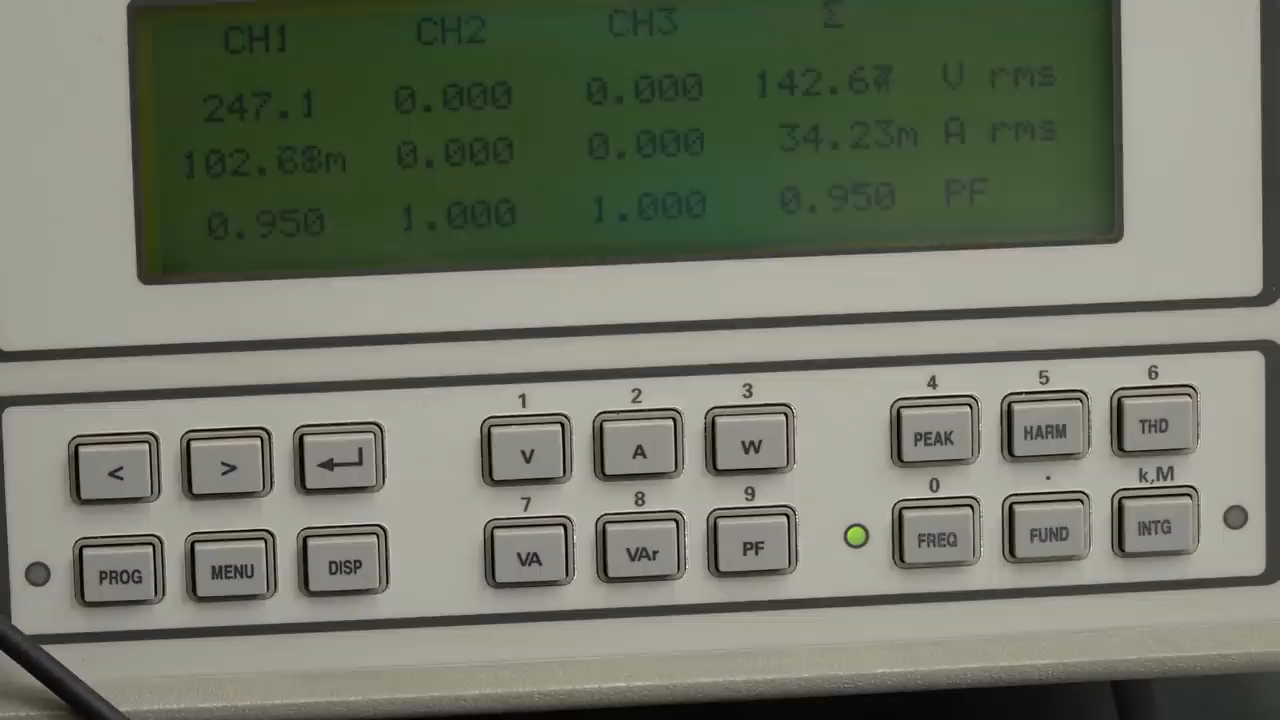 CH1 CH2 CH3 Σ
247.1 0.000 0.000 142.67 V rms
0.000 0.000 34.23m A rms
0.950 1.000 1.000 0.950 PF
1 2 3 4 5 6
< > V A W PEAK HARM THD
7 8 9 0 . k,M
PROG MENU DISP VA VAr PF FREQ FUND INTG